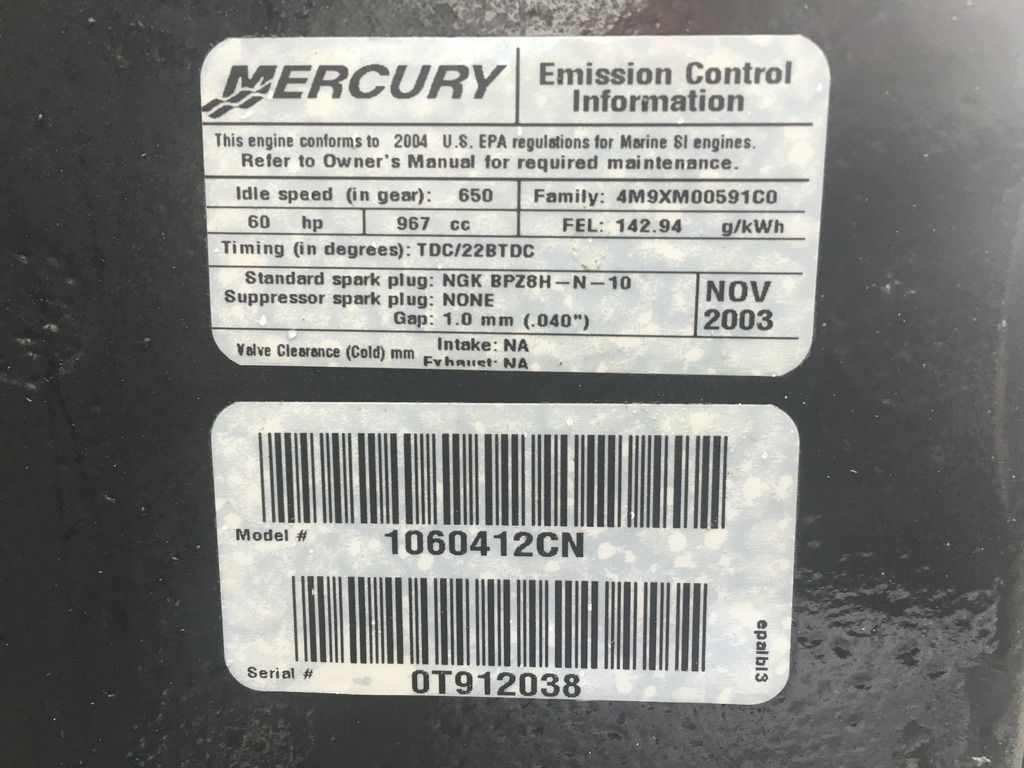 MERCURY
Emission Control
Information
This engine conforms to 2004 U.S. EPA regulations for Marine SI engines.
Refer to Owner's Manual for required maintenance.
Idle speed (in gear): 650
Family: 4M9XM00591C0
60 hp
967 cc
FEL: 142.94 g/kWh
Timing (in degrees): TDC/22BTDC
Standard spark plug: NGK BPZ8H-N-10
Suppressor spark plug: NONE
Gap: 1.0 mm (.040")
NOV
2003
Valve Clearance (Cold) mm
Intake: NA
Exhaust: NA
Model # 1060412CN
Serial # 0T912038
epalbl3